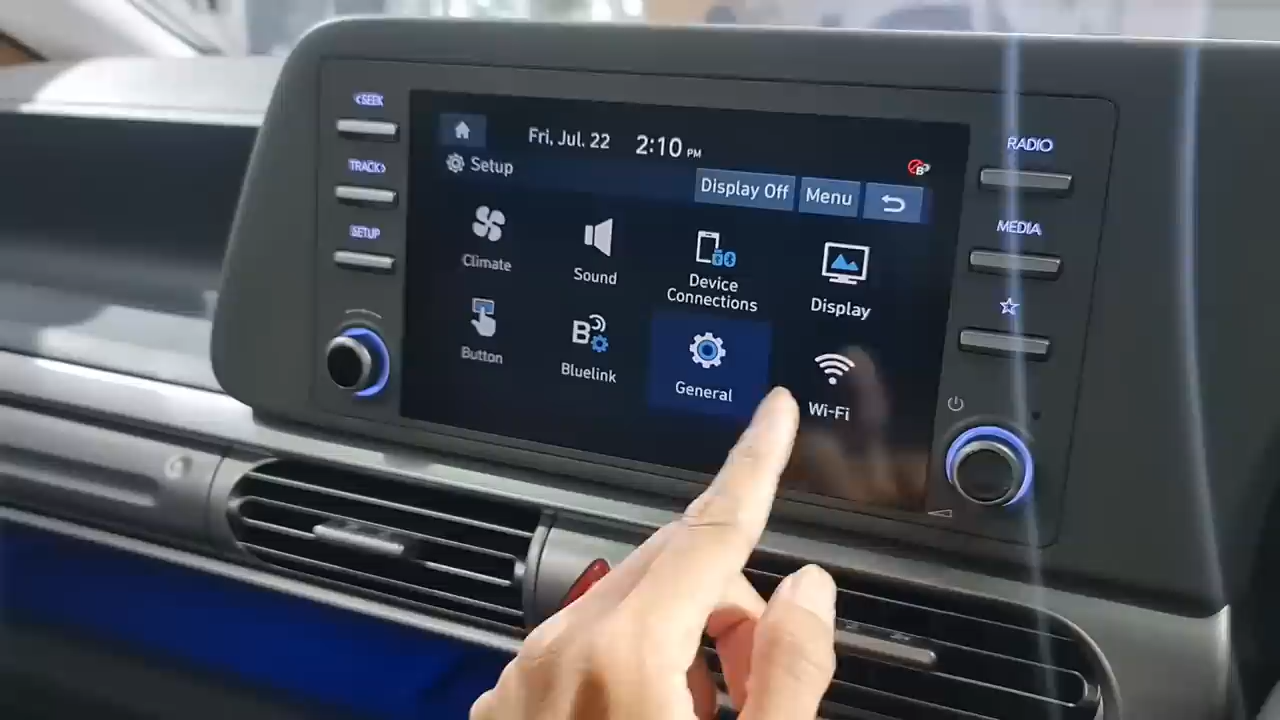 <SEEK
TRACK>
SETUP
Fri, Jul. 22 2:10 PM
Setup
Display Off Menu
Climate Sound Device Connections Display
Button Bluelink General Wi-Fi
RADIO
MEDIA